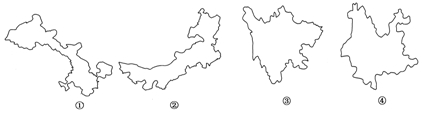 ① ② ③ ④